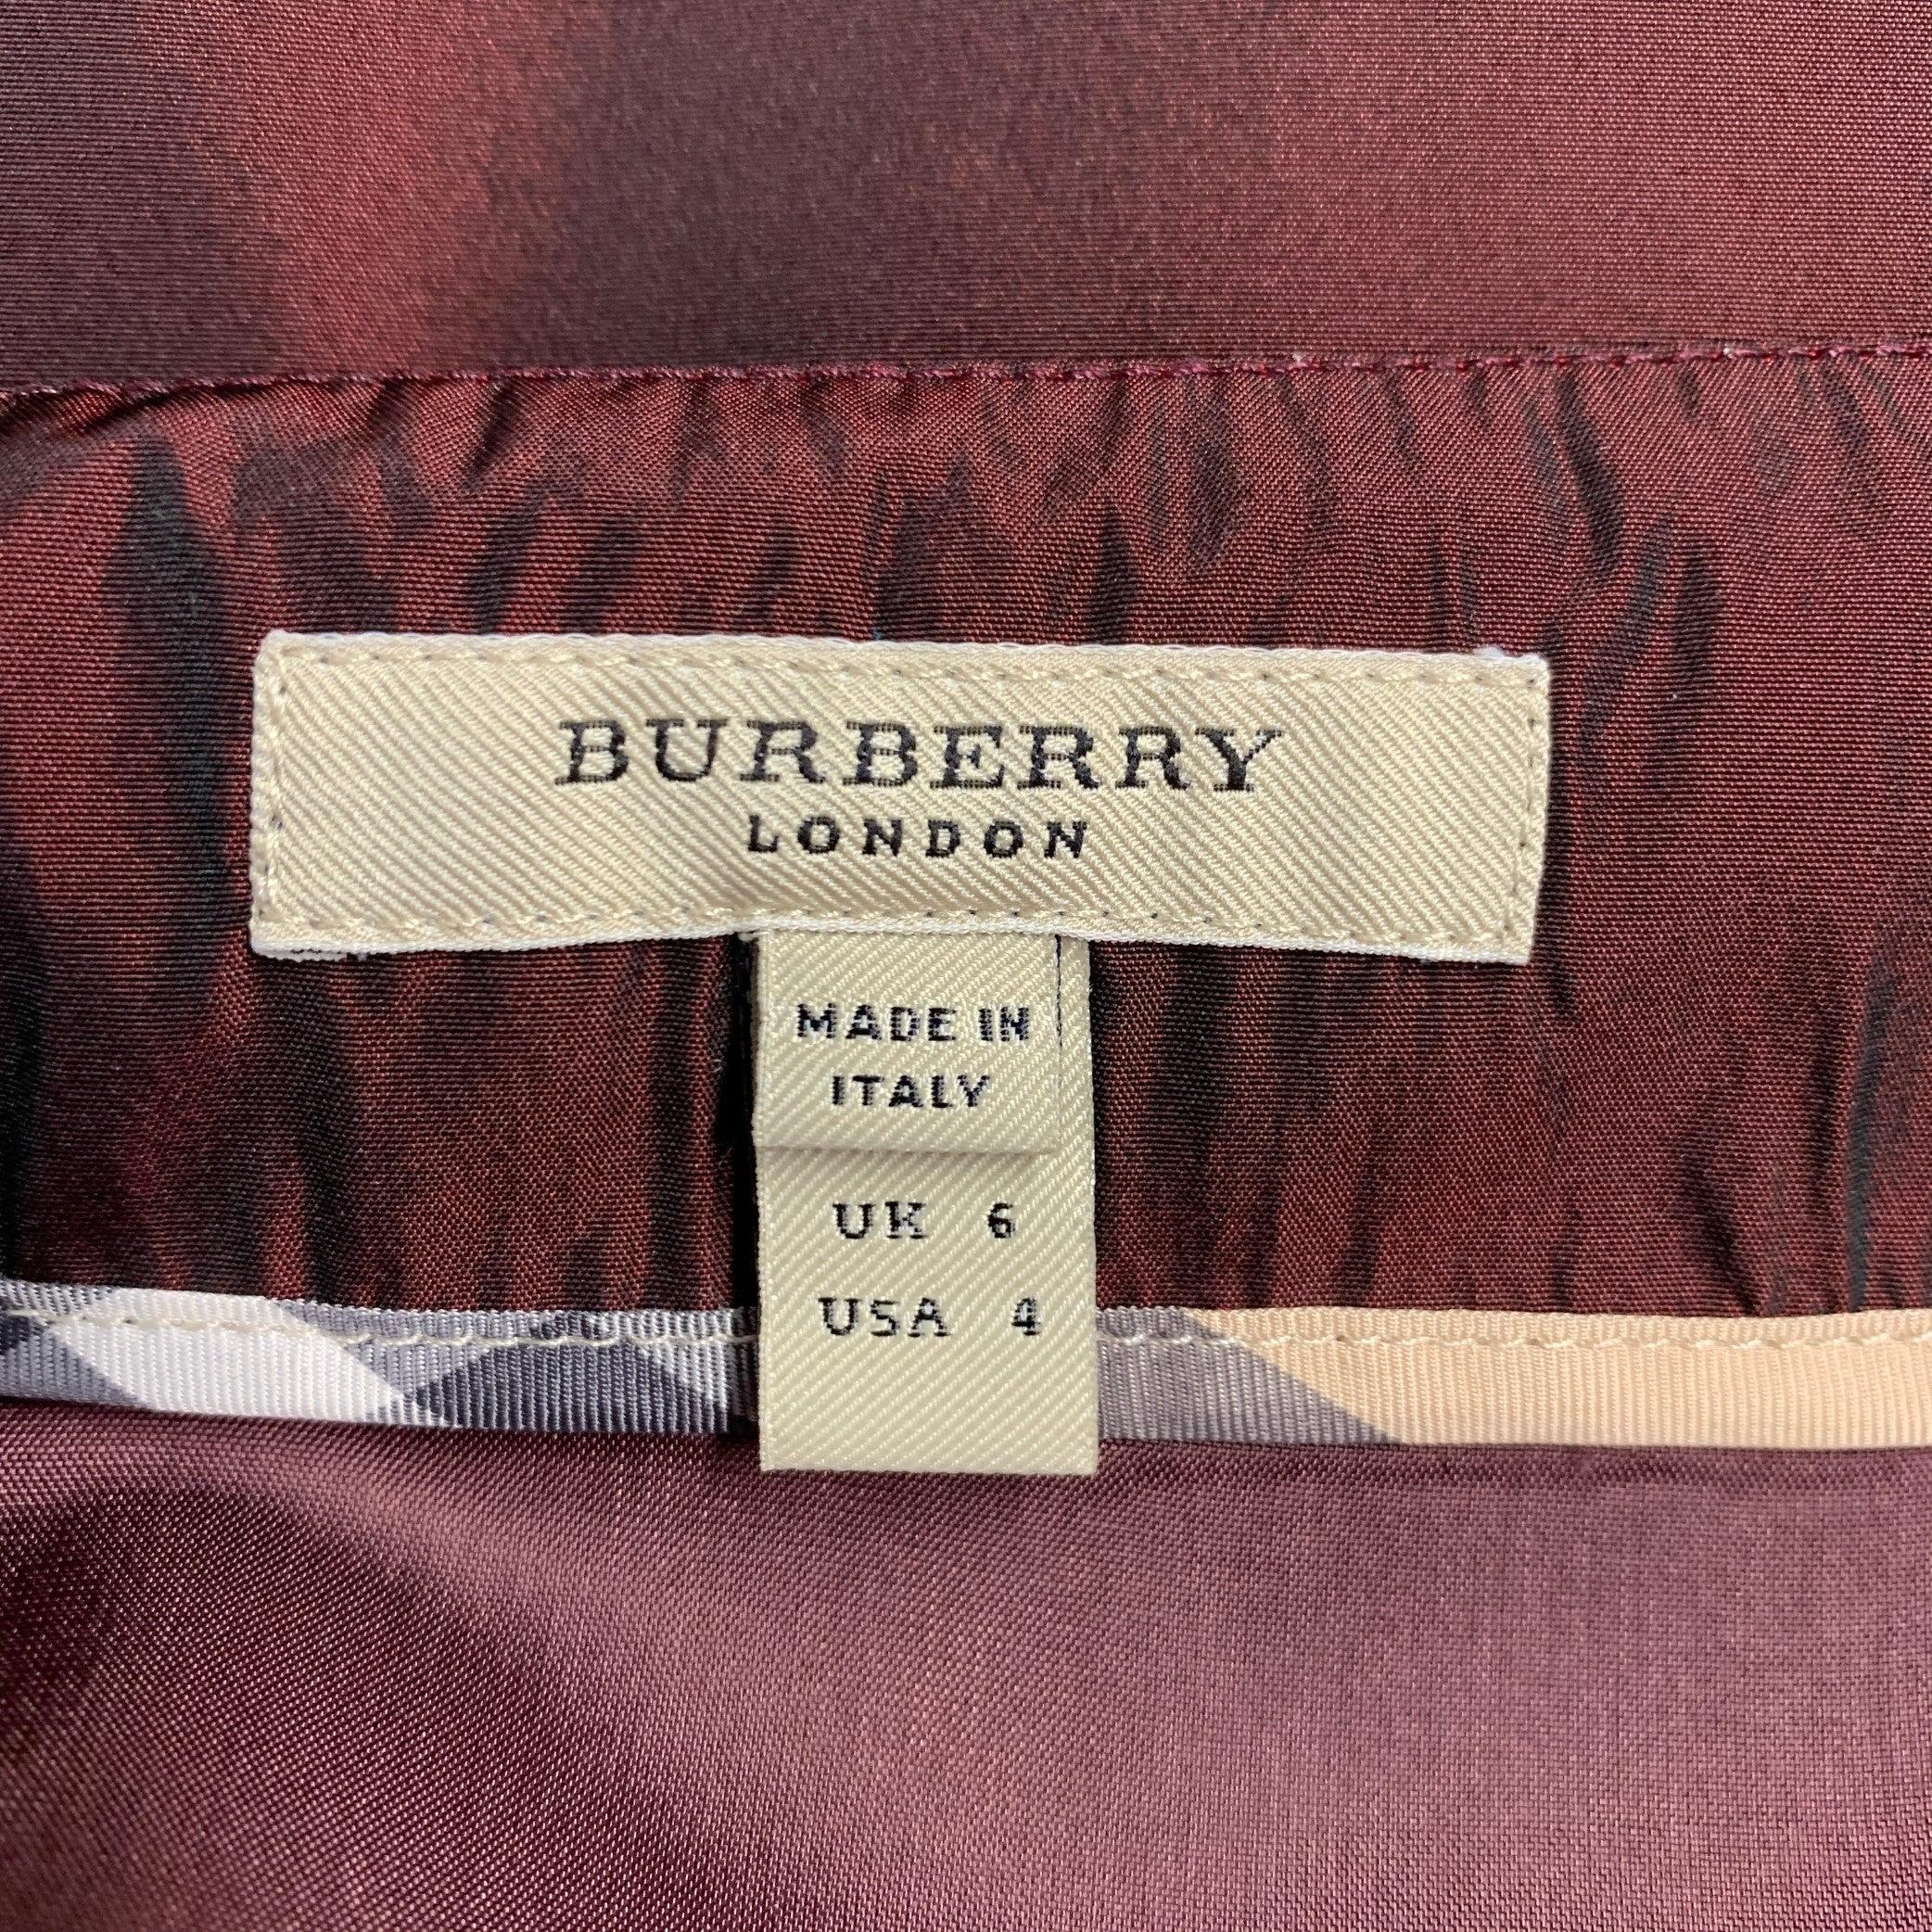 BURBERRY
LONDON
MADE IN
ITALY
UK 6
USA 4